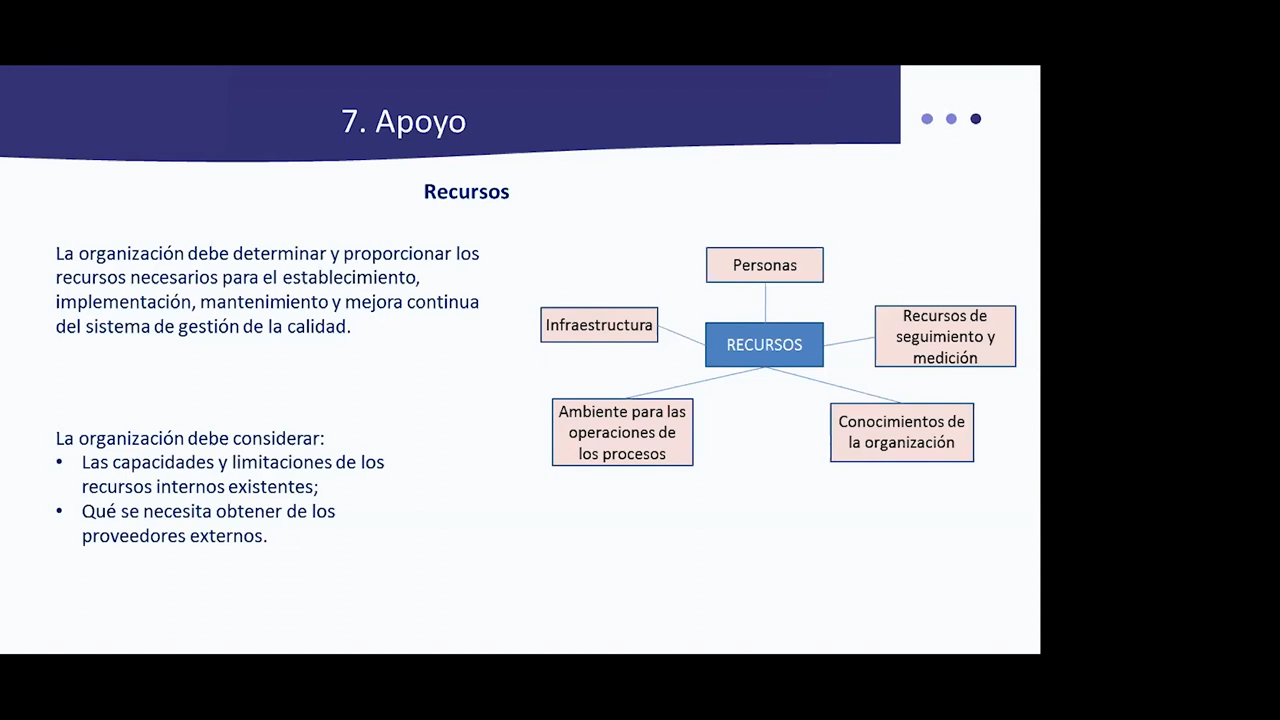 7. Apoyo
Recursos
La organización debe determinar y proporcionar los
recursos necesarios para el establecimiento,
implementación, mantenimiento y mejora continua
del sistema de gestión de la calidad.
La organización debe considerar:
• Las capacidades y limitaciones de los
recursos internos existentes;
• Qué se necesita obtener de los
proveedores externos.
Personas
Infraestructura
RECURSOS
Recursos de
seguimiento y
medición
Ambiente para las
operaciones de
los procesos
Conocimientos de
la organización